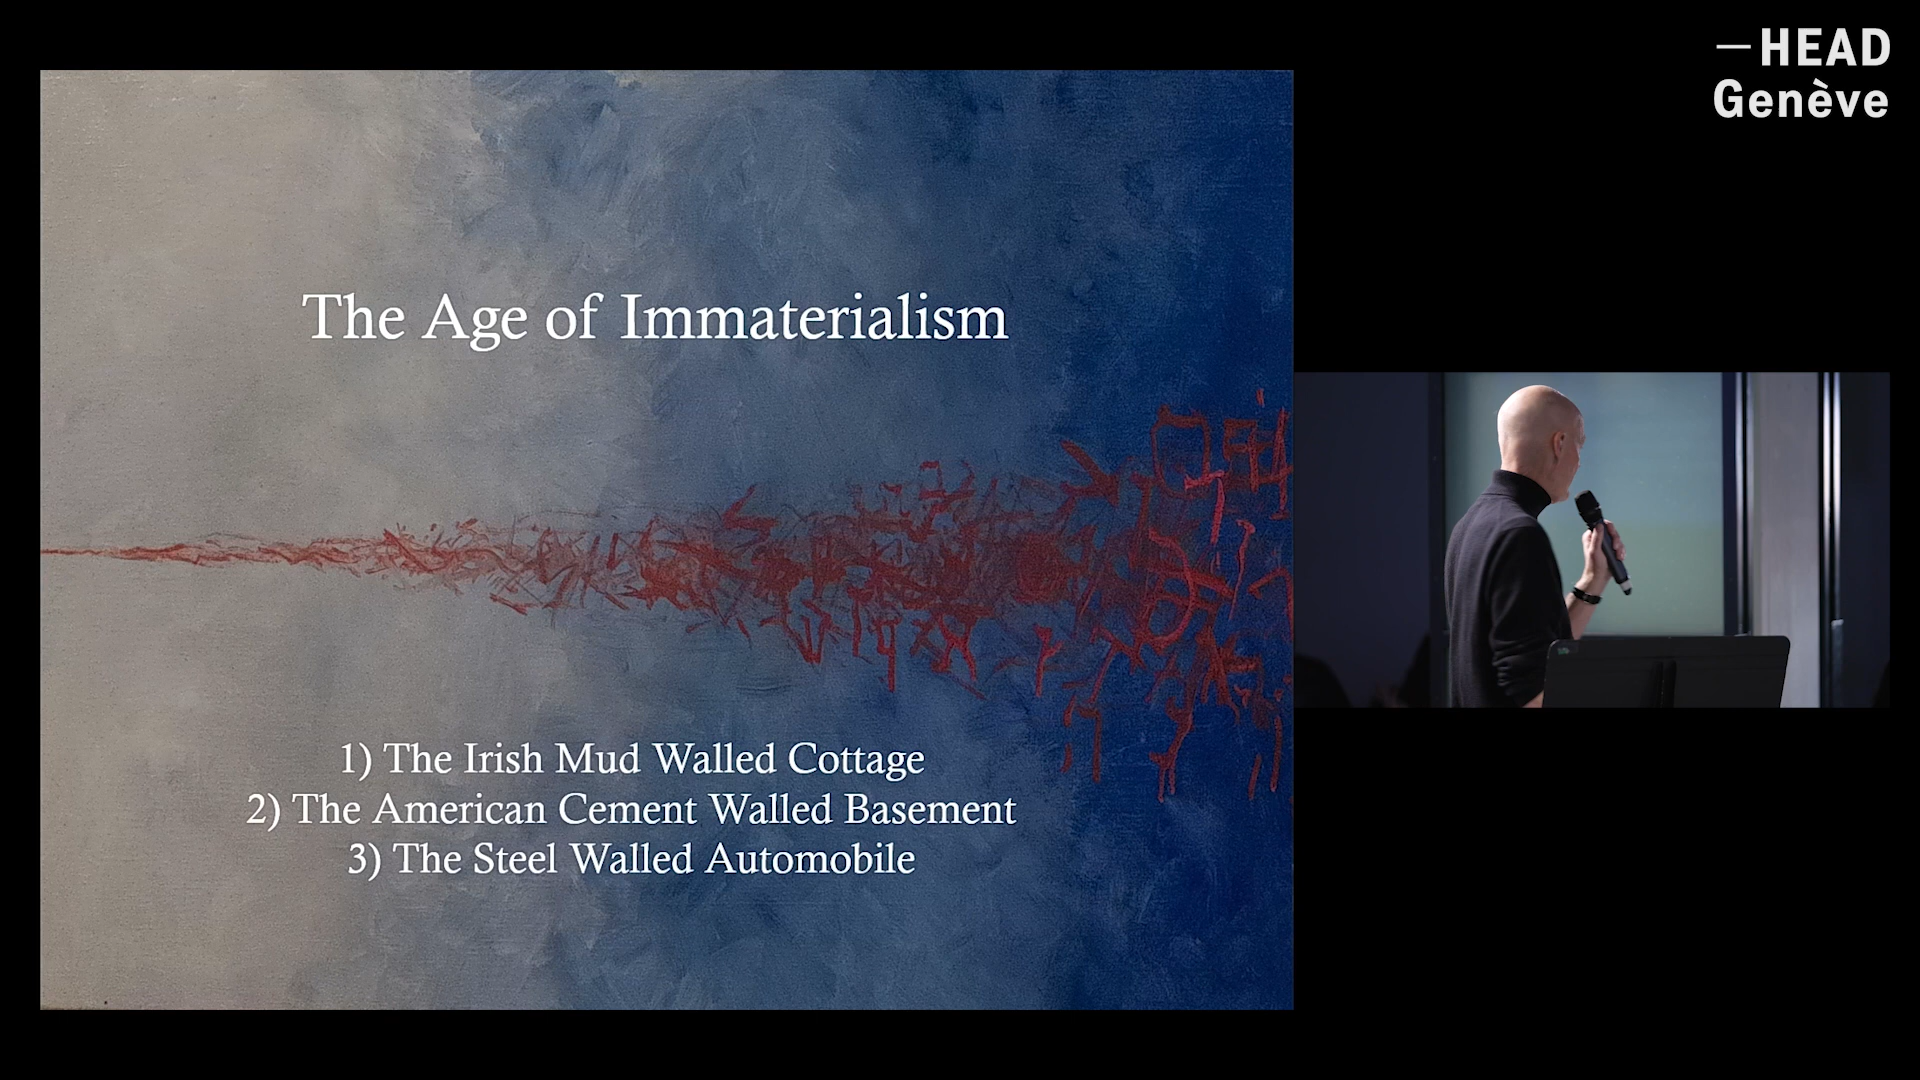 —HEAD
Genève
The Age of Immaterialism
1) The Irish Mud Walled Cottage
2) The American Cement Walled Basement
3) The Steel Walled Automobile